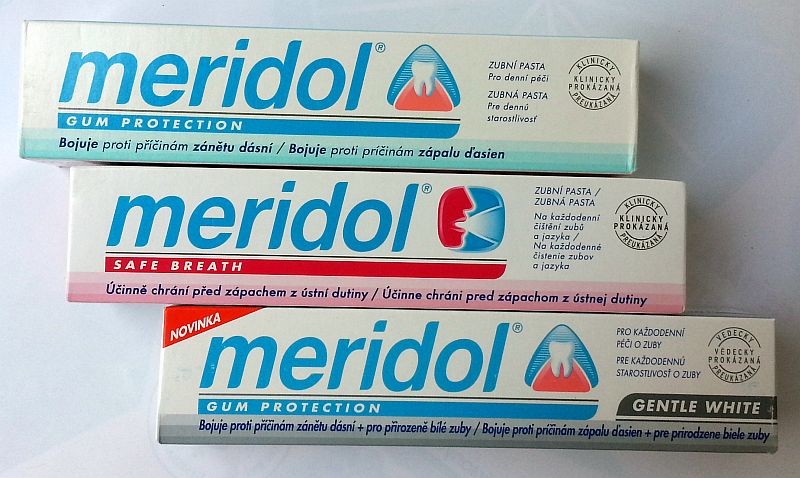 meridol®
GUM PROTECTION
Bojuje proti příčinám zánětu dásní / Bojuje proti príčinám zápalu ďasien
ZUBNÍ PASTA
Pro denní péči
ZUBNÁ PASTA
Pre dennú
starostlivosť
KLINICKY
KLINICKY
PROKÁZANÁ
PREUKÁZANÁ
meridol®
SAFE BREATH
Účinně chrání před zápachem z ústní dutiny / Účinne chráni pred zápachom z ústnej dutiny
ZUBNÍ PASTA /
ZUBNÁ PASTA
Na každodenní
čištění zubů
a jazyka /
Na každodenné
čistenie zubov
a jazyka
KLINICKY
KLINICKY
PROKÁZANÁ
PREUKÁZANÁ
NOVINKA
meridol®
GUM PROTECTION
PRO KAŽDODENNÍ
PÉČI O ZUBY
PRE KAŽDODENNÚ
STAROSTLIVOSŤ O ZUBY
VĚDECKY
VEDECKY
PROKÁZANÁ
PREUKÁZANÁ
GENTLE WHITE
Bojuje proti příčinám zánětu dásní + pro přirozeně bílé zuby / Bojuje proti príčinám zápalu ďasien + pre prirodzene biele zuby